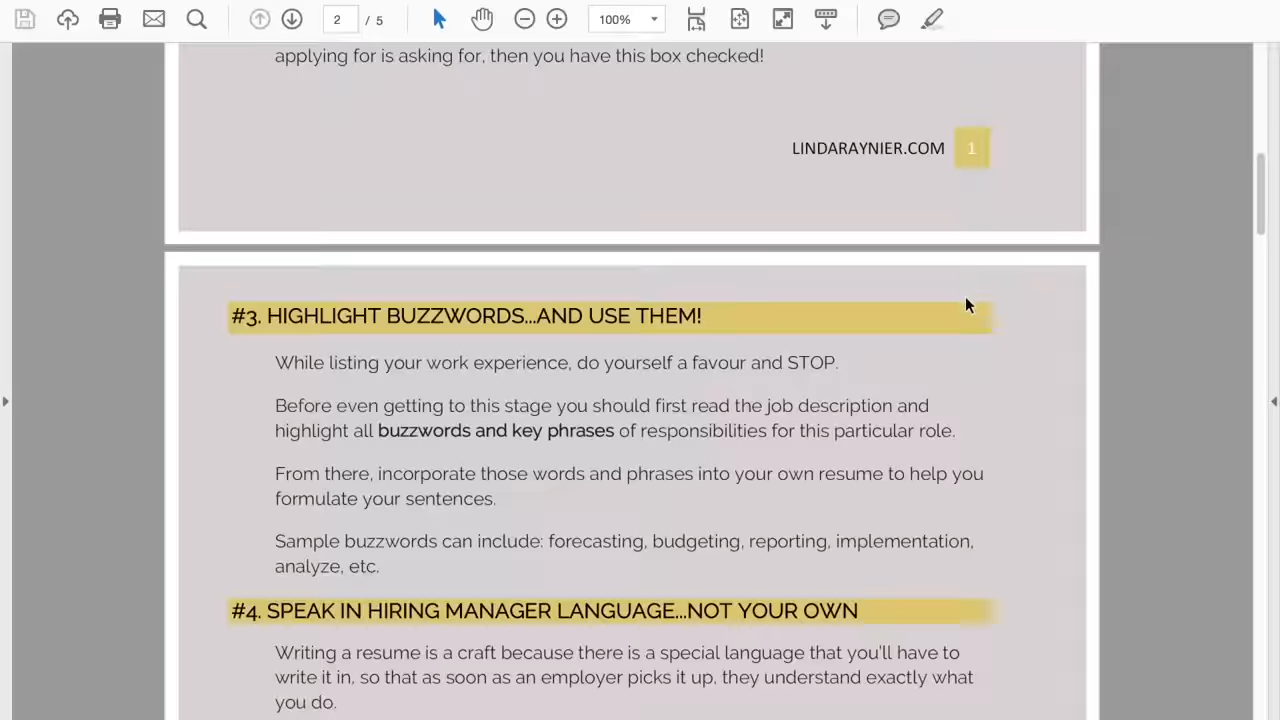 2 / 5
100%
applying for is asking for, then you have this box checked!
LINDARAYNIER.COM 1
#3. HIGHLIGHT BUZZWORDS...AND USE THEM!
While listing your work experience, do yourself a favour and STOP.
Before even getting to this stage you should first read the job description and
highlight all buzzwords and key phrases of responsibilities for this particular role.
From there, incorporate those words and phrases into your own resume to help you
formulate your sentences.
Sample buzzwords can include: forecasting, budgeting, reporting, implementation,
analyze, etc.
#4. SPEAK IN HIRING MANAGER LANGUAGE...NOT YOUR OWN
Writing a resume is a craft because there is a special language that you'll have to
write it in, so that as soon as an employer picks it up, they understand exactly what
you do.